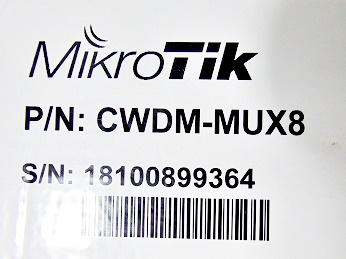 MikroTik
P/N: CWDM-MUX8
S/N: 18100899364